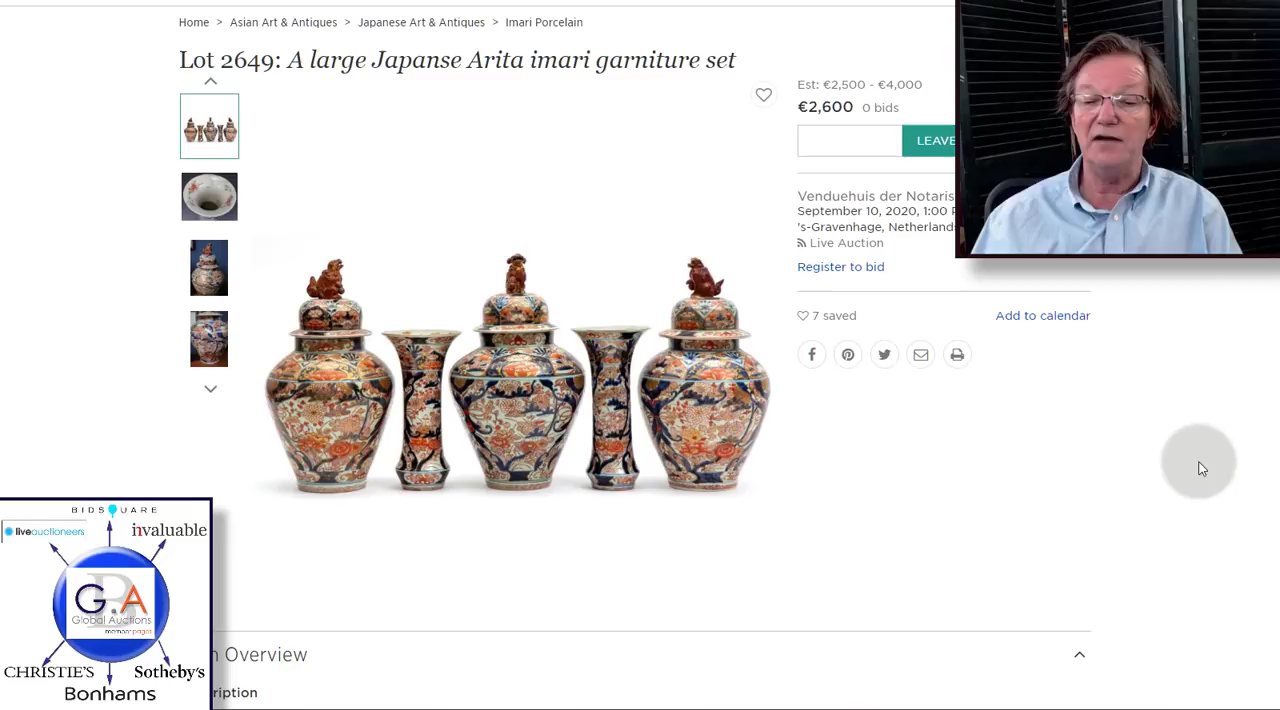 Home > Asian Art & Antiques > Japanese Art & Antiques > Imari Porcelain
Lot 2649: A large Japanse Arita imari garniture set
Est: €2,500 - €4,000
€2,600 0 bids
LEAVE
Venduehuis der Notaris
September 10, 2020, 1:00 P
's-Gravenhage, Netherlands
Live Auction
Register to bid
7 saved
Add to calendar
BIDSQUARE
liveauctioneers
invaluable
G.A
Global Auctions
CHRISTIE'S
Sotheby's
Bonhams
n Overview
ription